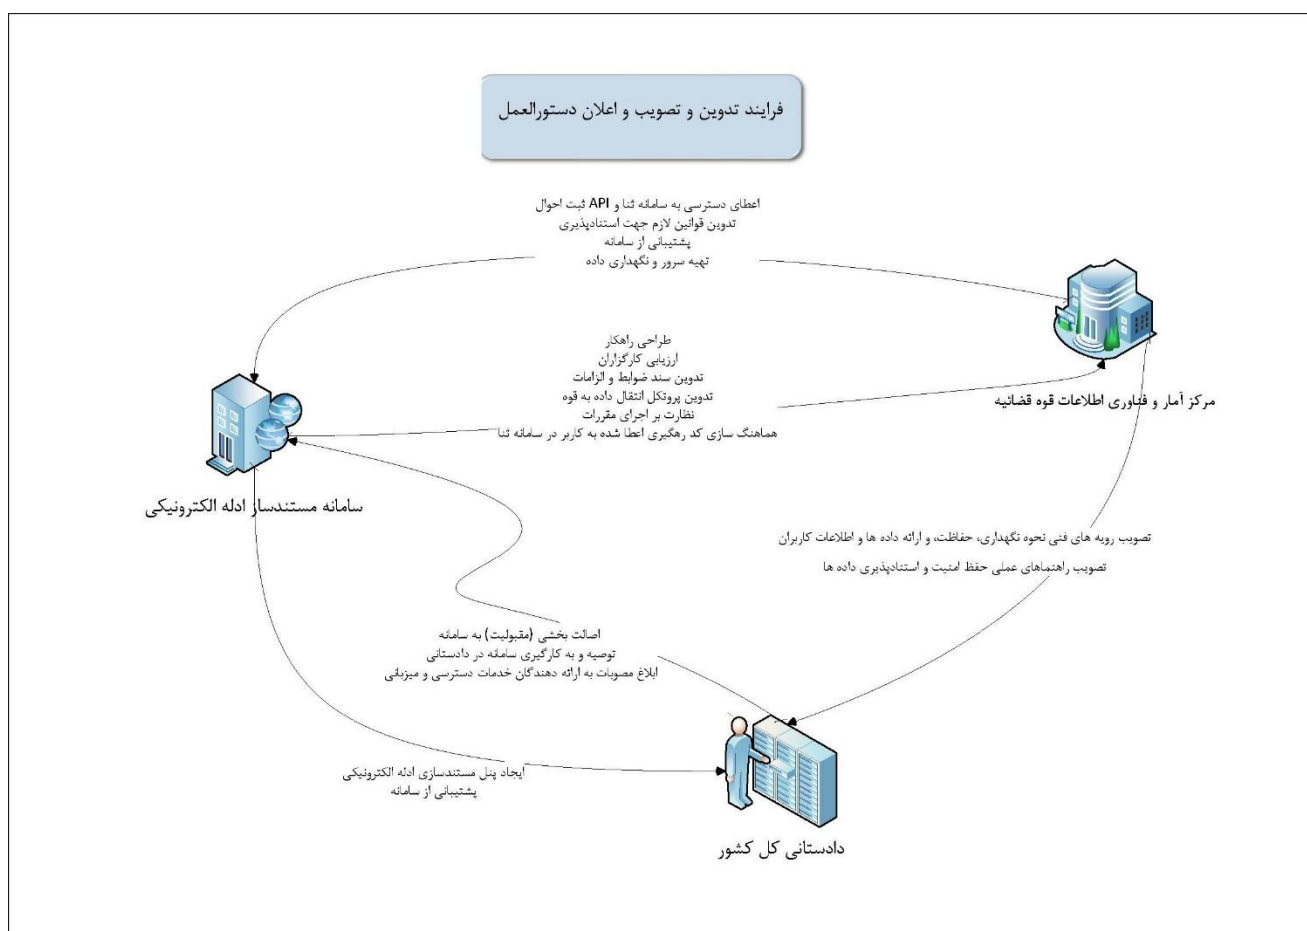 فرایند تدوین و تصویب و اعلان دستورالعمل
اعطای دسترسی به سامانه ثنا و API ثبت احوال
تدوین قوانین لازم جهت استنادپذیری
پشتیبانی از سامانه
تهیه سرور و نگهداری داده
طراحی راهکار
ارزیابی کارگزاران
تدوین سند ضوابط و الزامات
تدوین پروتکل انتقال داده به قوه
نظارت بر اجرای مقررات
هماهنگ سازی کد رهگیری اعطا شده به کاربر در سامانه ثنا
مرکز آمار و فناوری اطلاعات قوه قضائیه
سامانه مستندساز ادله الکترونیکی
تصویب رویه های فنی نحوه نگهداری، حفاظت، و ارائه داده ها و اطلاعات کاربران
تصویب راهنماهای عملی حفظ امنیت و استنادپذیری داده ها
اصالت بخشی (مقبولیت) به سامانه
توصیه و به کارگیری سامانه در دادستانی
ابلاغ مصوبات به ارائه دهندگان خدمات دسترسی و میزبانی
ایجاد پنل مستندسازی ادله الکترونیکی
پشتیبانی از سامانه
دادستانی کل کشور